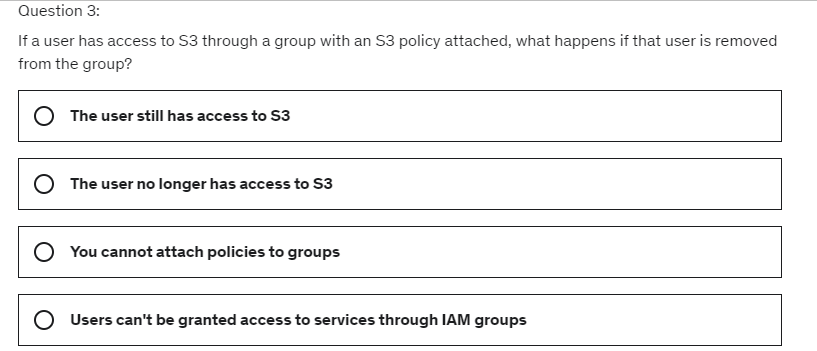 Question 3:
If a user has access to S3 through a group with an S3 policy attached, what happens if that user is removed
from the group?
The user still has access to S3
The user no longer has access to S3
You cannot attach policies to groups
Users can't be granted access to services through IAM groups